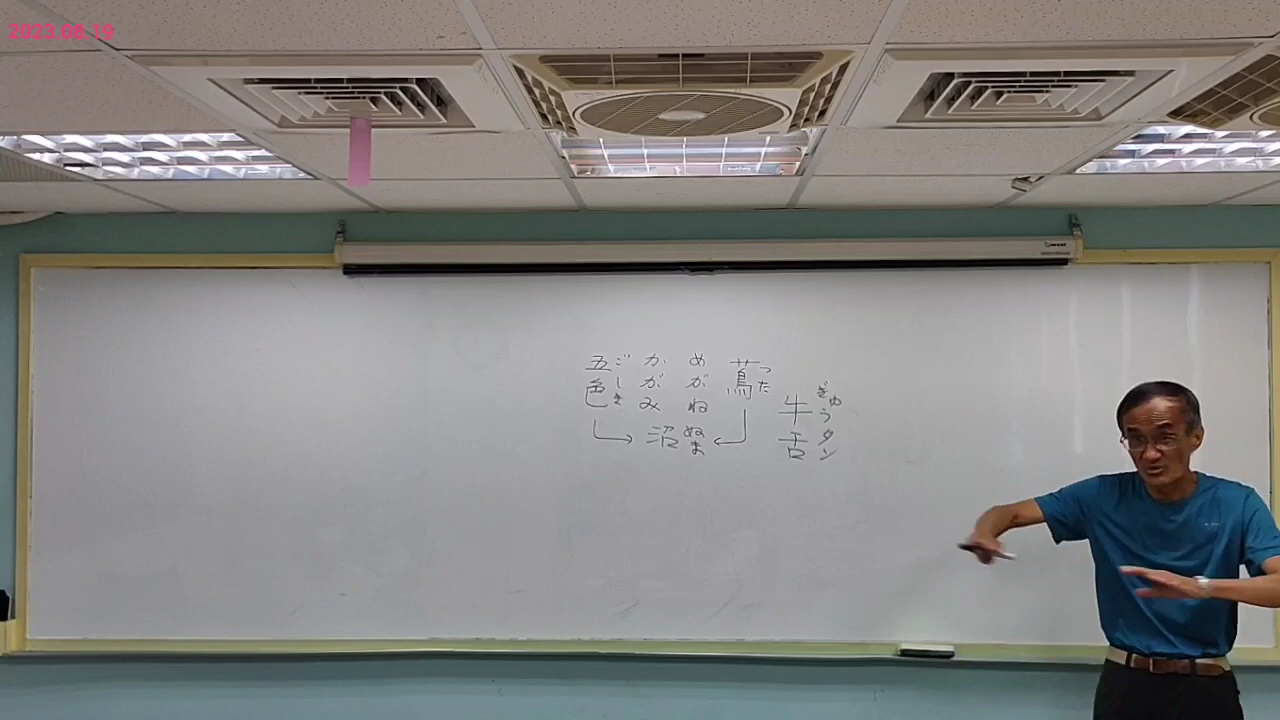 2023.08.19
牛舌
ぎゅうタン
蔦
つた
めがね
かがみ
五色
ごしき
沼
ぬま